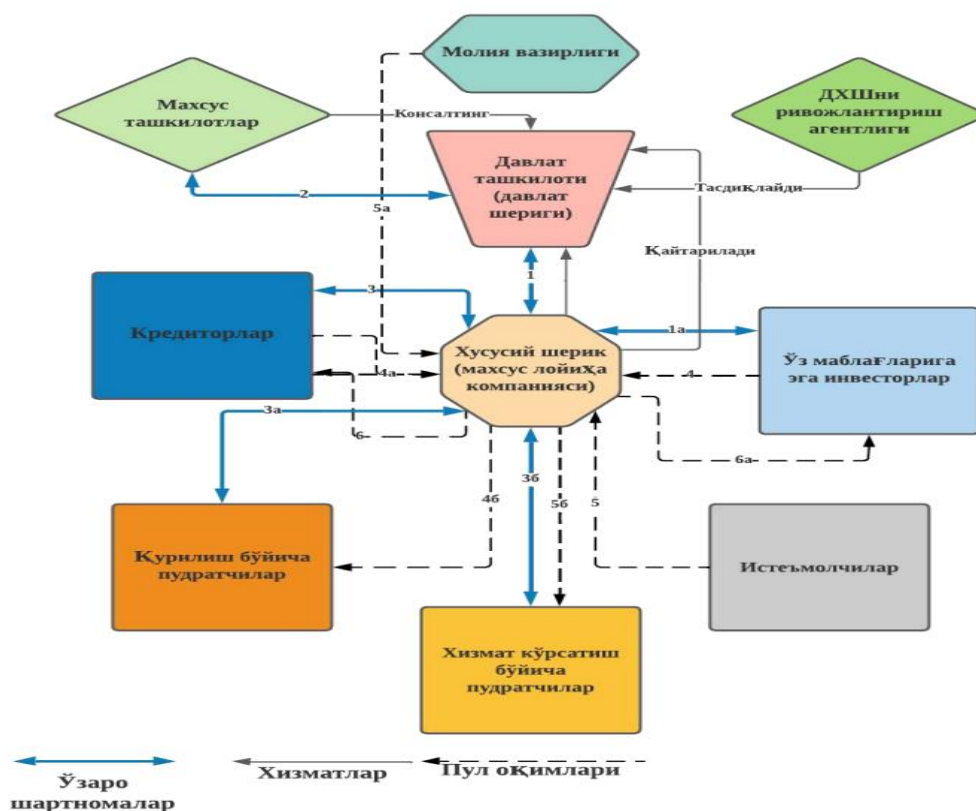 Молия вазирлиги
Махсус
ташкилотлар
Консалтинг
ДХШни
ривожлантириш
агентлиги
Давлат
ташкилоти
(давлат
шериги)
Тасдиқлайди
2
5а
Қайтарилади
1
3
1а
Кредиторлар
Хусусий шерик
(махсус лойиҳа
компанияси)
Ўз маблағларига
эга инвесторлар
4а
4
3а
6
6а
3б
4б
5б
5
Қурилиш бўйича
пудратчилар
Истеъмолчилар
Хизмат кўрсатиш
бўйича
пудратчилар
Ўзаро
шартномалар
Хизматлар
Пул оқимлари